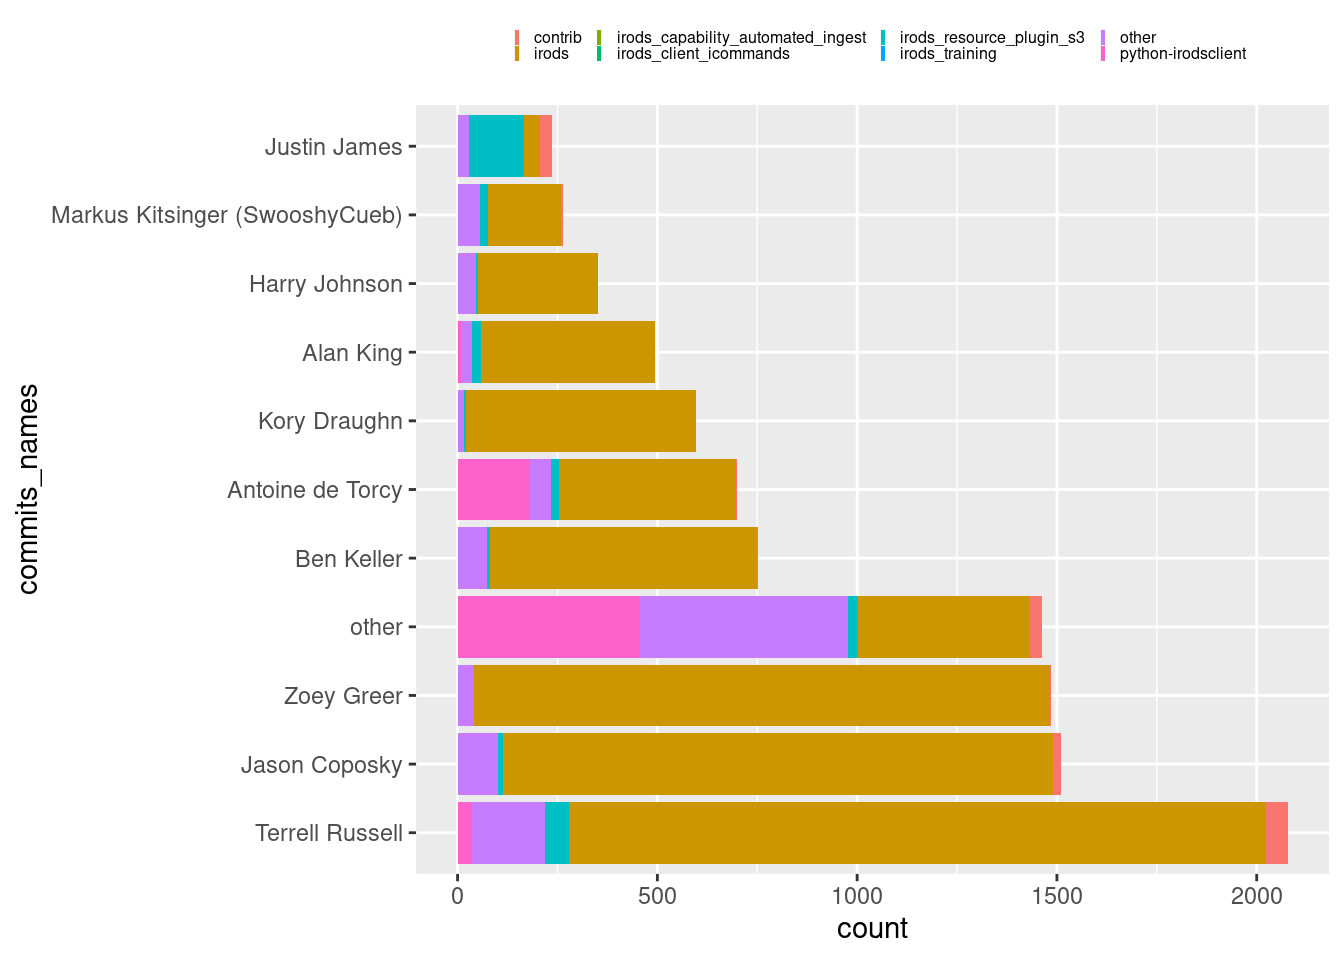 contrib irods_capability_automated_ingest irods_resource_plugin_s3 other
irods irods_client_icommands irods_training python-irodsclient
Justin James
Markus Kitsinger (SwooshyCueb)
Harry Johnson
Alan King
Kory Draughn
Antoine de Torcy
Ben Keller
other
Zoey Greer
Jason Coposky
Terrell Russell
commits_names
0 500 1000 1500 2000
count